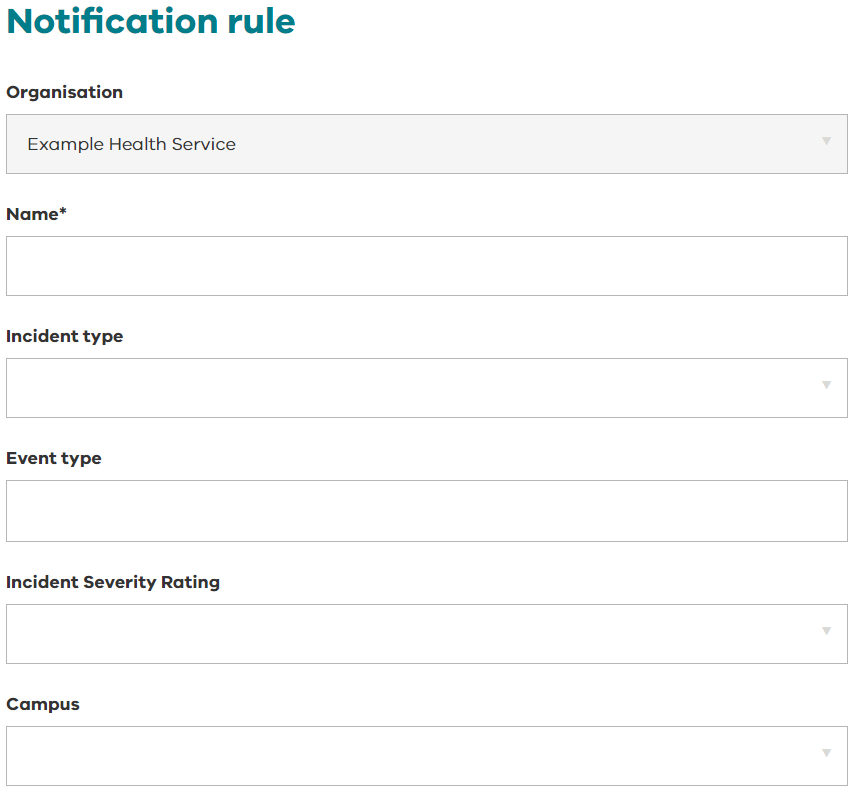 Notification rule
Organisation
Example Health Service
Name*
Incident type
Event type
Incident Severity Rating
Campus